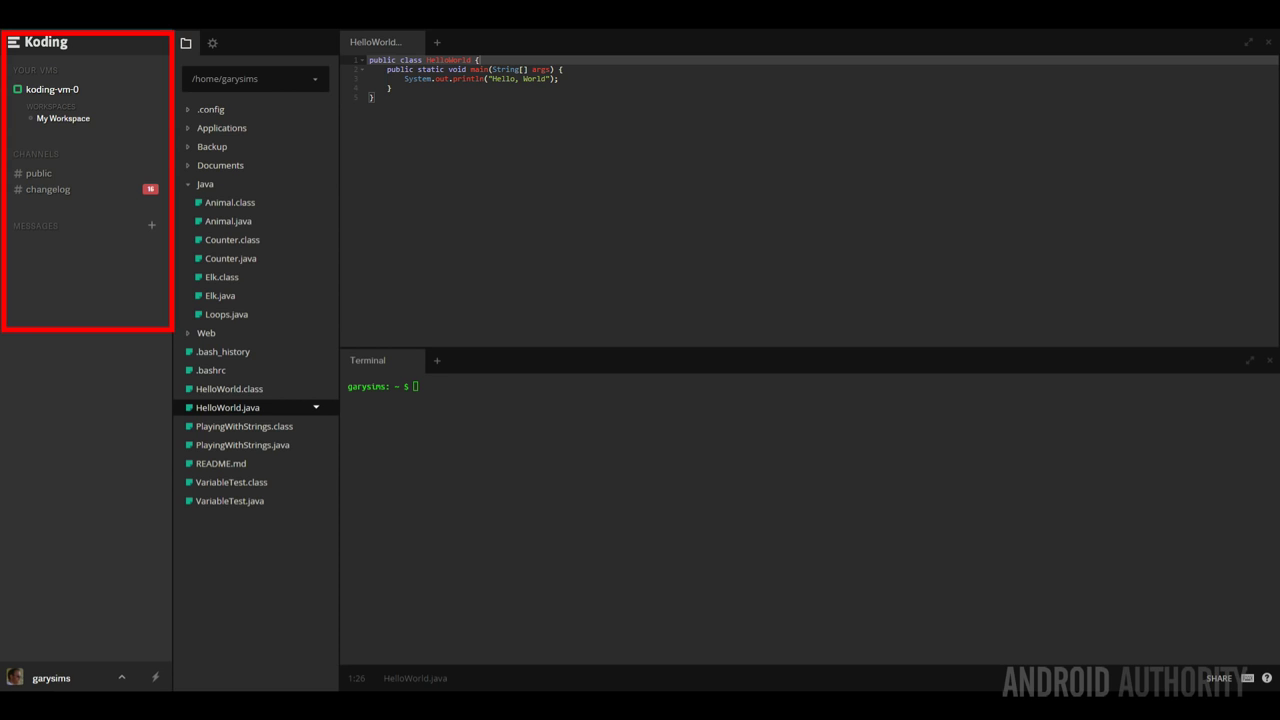 Koding
YOUR VMS
koding-vm-0
WORKSPACES
My Workspace
CHANNELS
# public
# changelog
16
MESSAGES
+
/home/garysims
.config
Applications
Backup
Documents
Java
Animal.class
Animal.java
Counter.class
Counter.java
Elk.class
Elk.java
Loops.java
Web
.bash_history
.bashrc
HelloWorld.class
HelloWorld.java
PlayingWithStrings.class
PlayingWithStrings.java
README.md
VariableTest.class
VariableTest.java
HelloWorld...
+
1 public class HelloWorld {
2 public static void main(String[] args) {
3 System.out.println("Hello, World");
4 }
5 }
Terminal
+
garysims: ~ $
garysims
1:26
HelloWorld.java
SHARE
?
ANDROID AUTHORITY